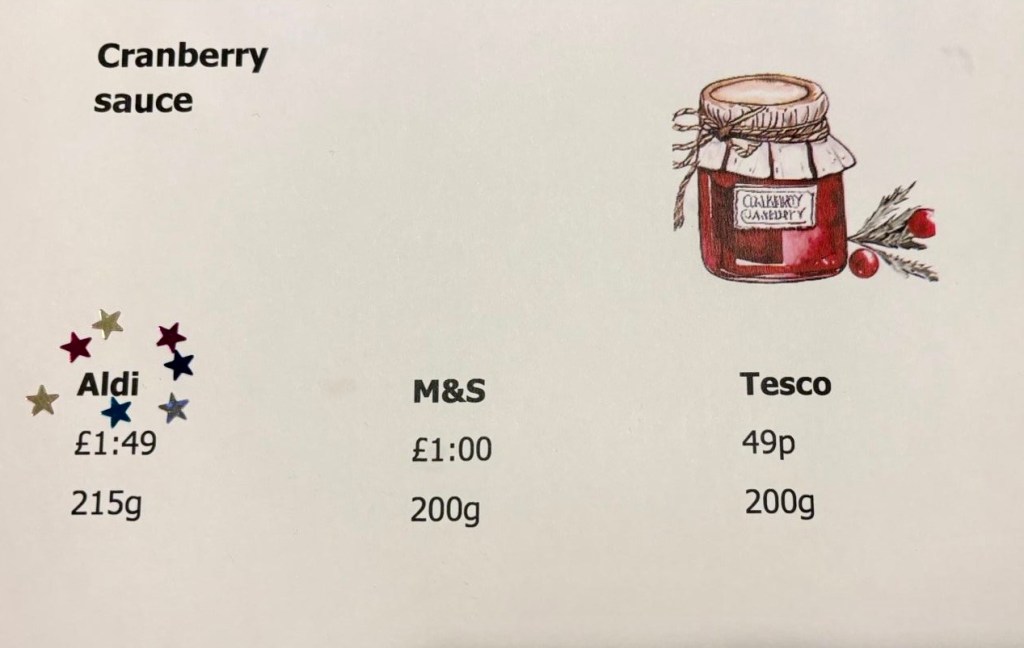 Cranberry
sauce
Aldi
£1:49
215g
M&S
£1:00
200g
Tesco
49p
200g